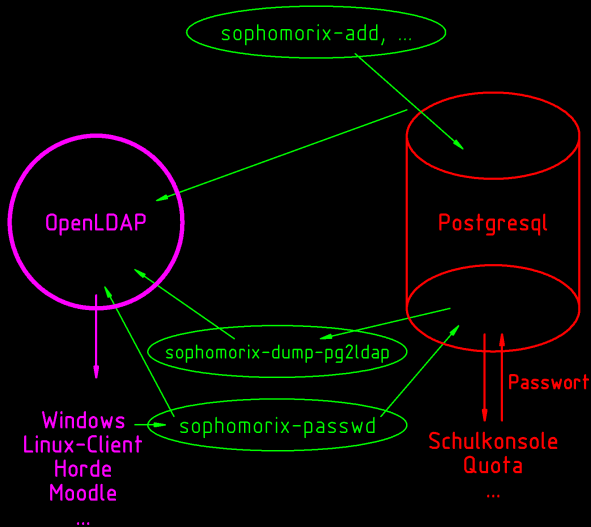 sophomorix-add, ...
OpenLDAP
Postgresql
sophomorix-dump-pg2ldap
Passwort
Windows
Linux-Client
Horde
Moodle
...
sophomorix-passwd
Schulkonsole
Quota
...